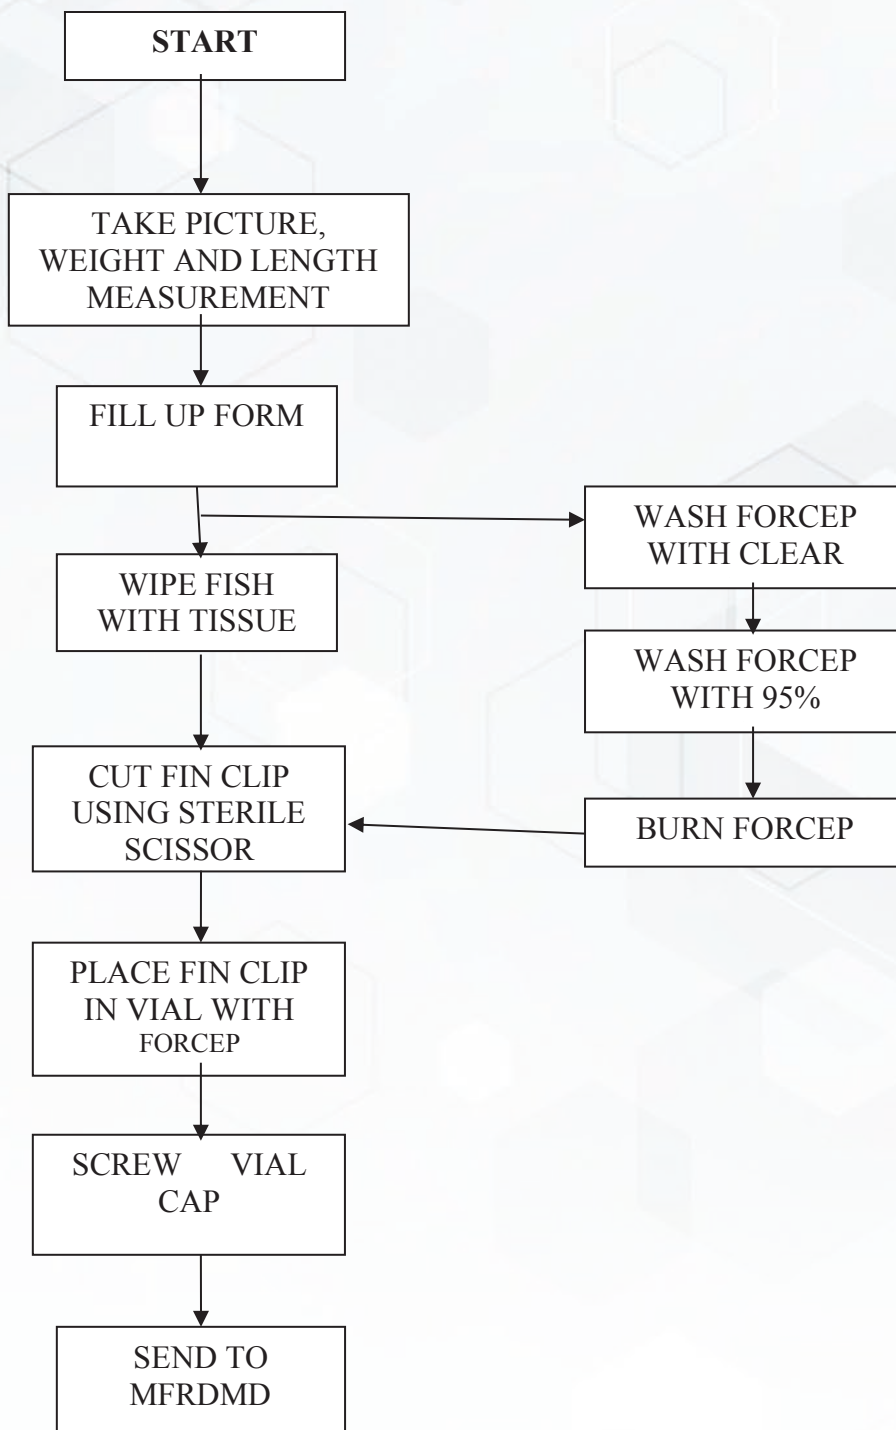 START
TAKE PICTURE,
WEIGHT AND LENGTH
MEASUREMENT
FILL UP FORM
WIPE FISH
WITH TISSUE
WASH FORCEP
WITH CLEAR
WASH FORCEP
WITH 95%
BURN FORCEP
CUT FIN CLIP
USING STERILE
SCISSOR
PLACE FIN CLIP
IN VIAL WITH
FORCEP
SCREW VIAL
CAP
SEND TO
MFRDMD